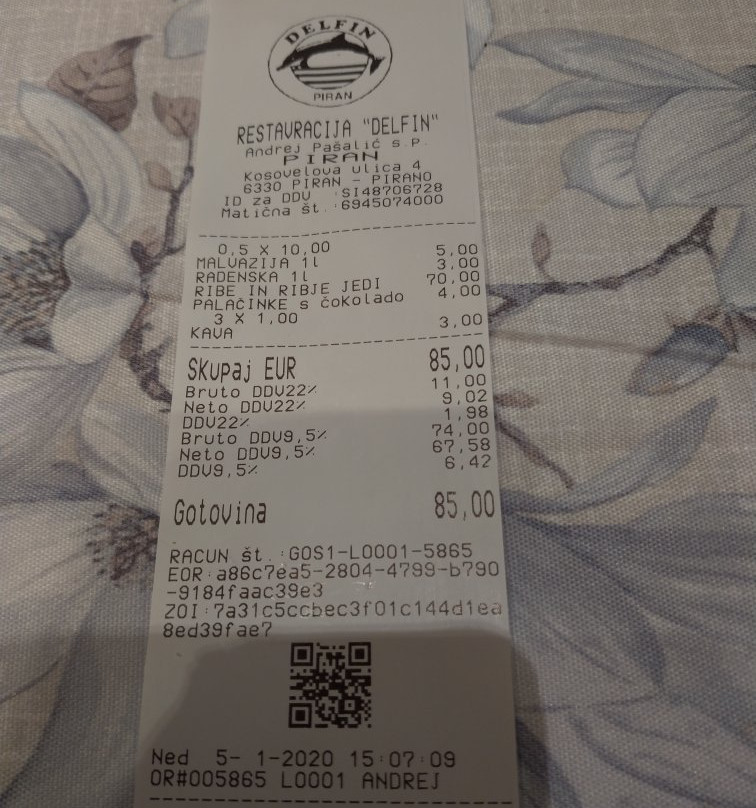 DELFIN
PIRAN
RESTAVRACIJA "DELFIN"
Andrej Pašalić s.P.
PIRAN
Kosovelova ulica 4
6330 PIRAN - PIRANO
ID za DDV :SI48706728
Matična št. :6945074000
0,5 X 10,00 5,00
MALVAZIJA 1l 3,00
RADENSKA 1l 70,00
RIBE IN RIBJE JEDI 4,00
PALAČINKE s čokolado
3 X 1,00 3,00
KAVA
Skupaj EUR 85,00
Bruto DDV22% 11,00
Neto DDV22% 9,02
DDV22% 1,98
Bruto DDV9,5% 74,00
Neto DDV9,5% 67,58
DDV9,5% 6,42
Gotovina 85,00
RACUN št.:GOS1-L0001-5865
EOR:a86c7ea5-2804-4799-b790
-9184faac39e3
ZOI:7a31c5ccbec3f01c144d1ea
8ed39fae7
Ned 5- 1-2020 15:07:09
OR#005865 L0001 ANDREJ